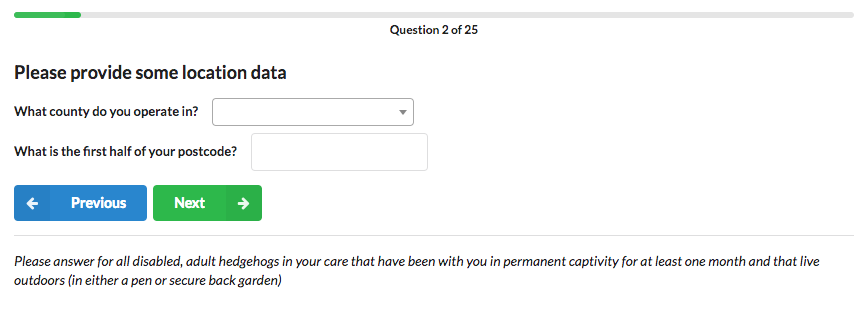 Question 2 of 25
Please provide some location data
What county do you operate in?
What is the first half of your postcode?
Previous
Next
Please answer for all disabled, adult hedgehogs in your care that have been with you in permanent captivity for at least one month and that live
outdoors (in either a pen or secure back garden)